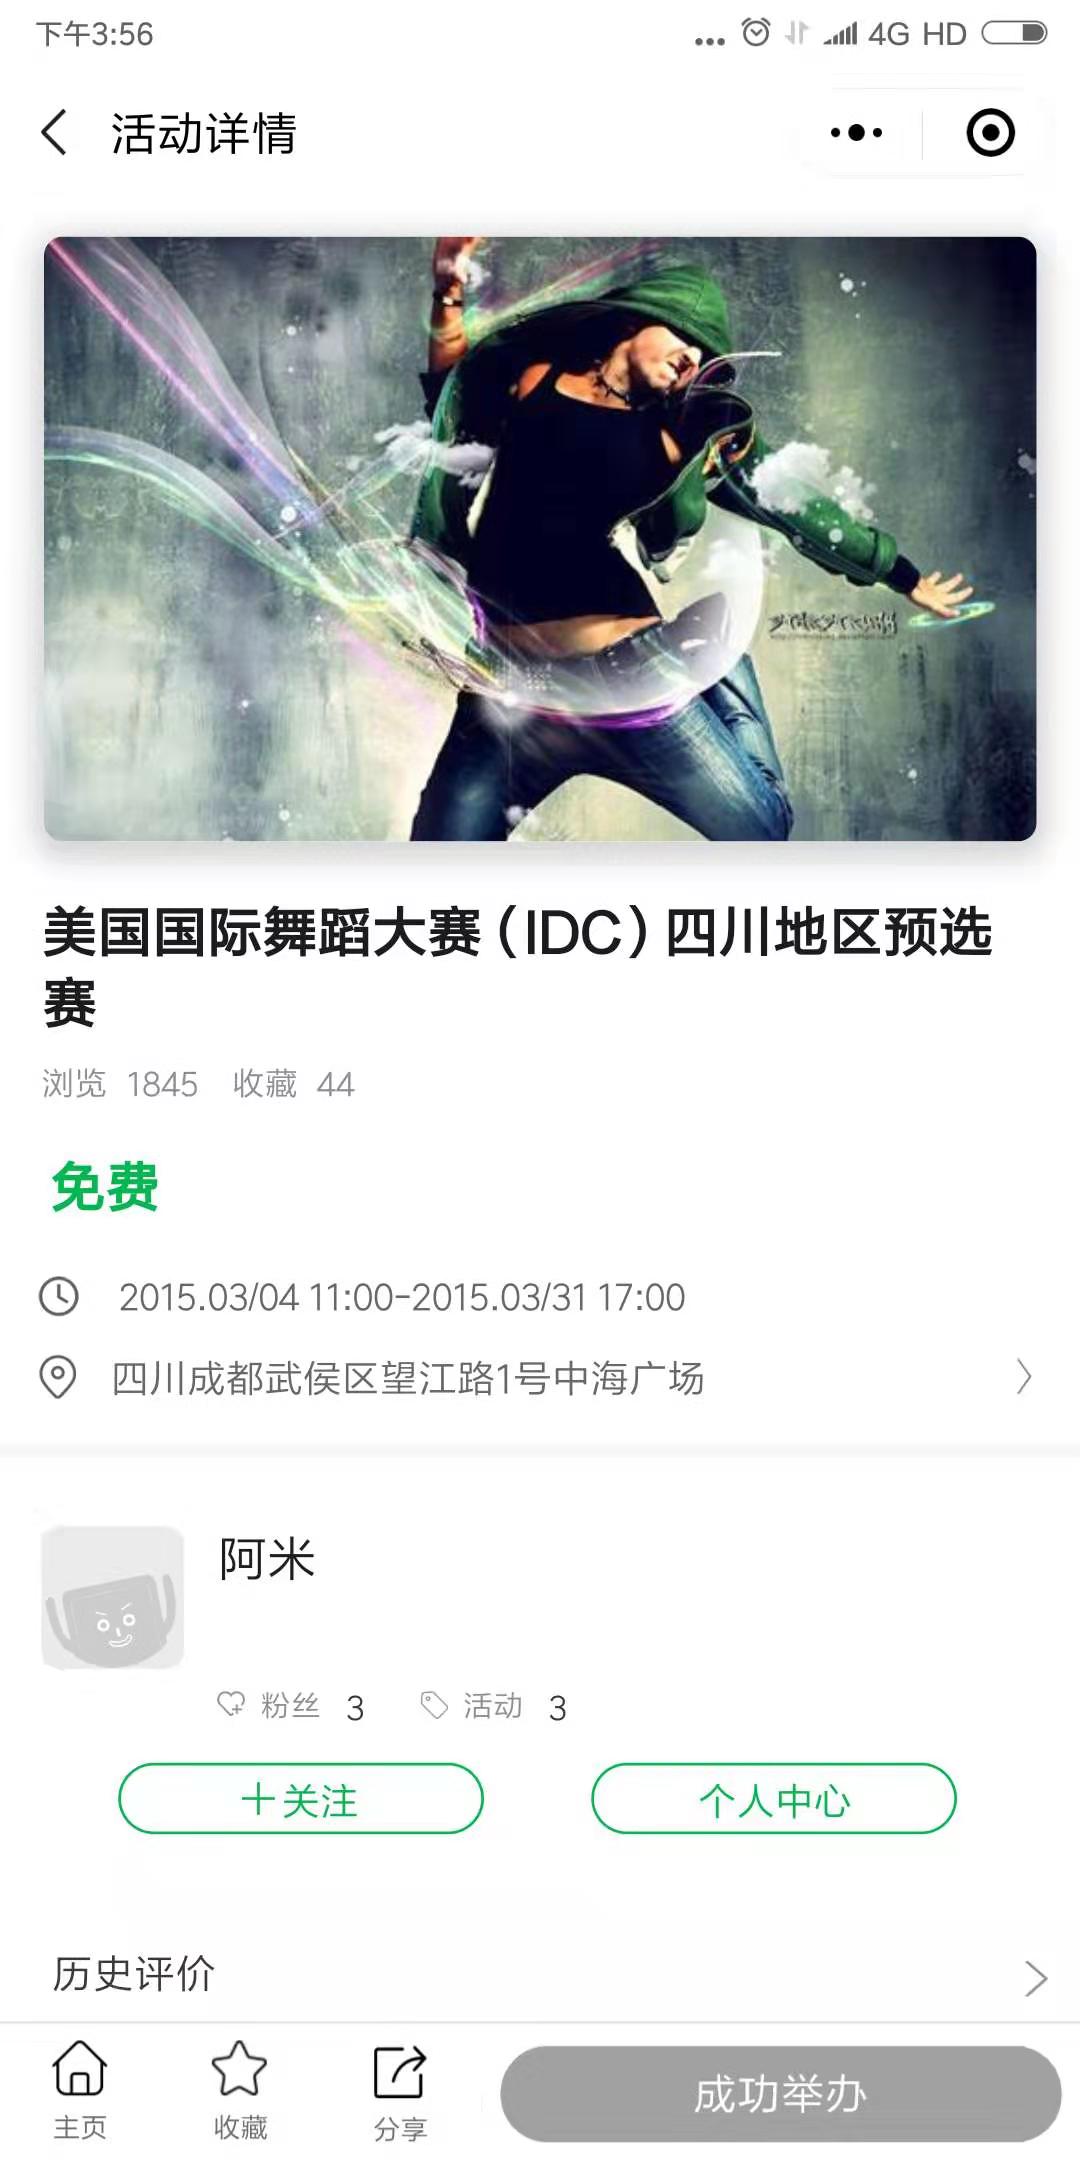 下午3:56
4G HD
活动详情
美国国际舞蹈大赛（IDC）四川地区预选
赛
浏览 1845 收藏 44
免费
2015.03/04 11:00-2015.03/31 17:00
四川成都武侯区望江路1号中海广场
阿米
粉丝 3 活动 3
+关注 个人中心
历史评价
主页 收藏 分享 成功举办